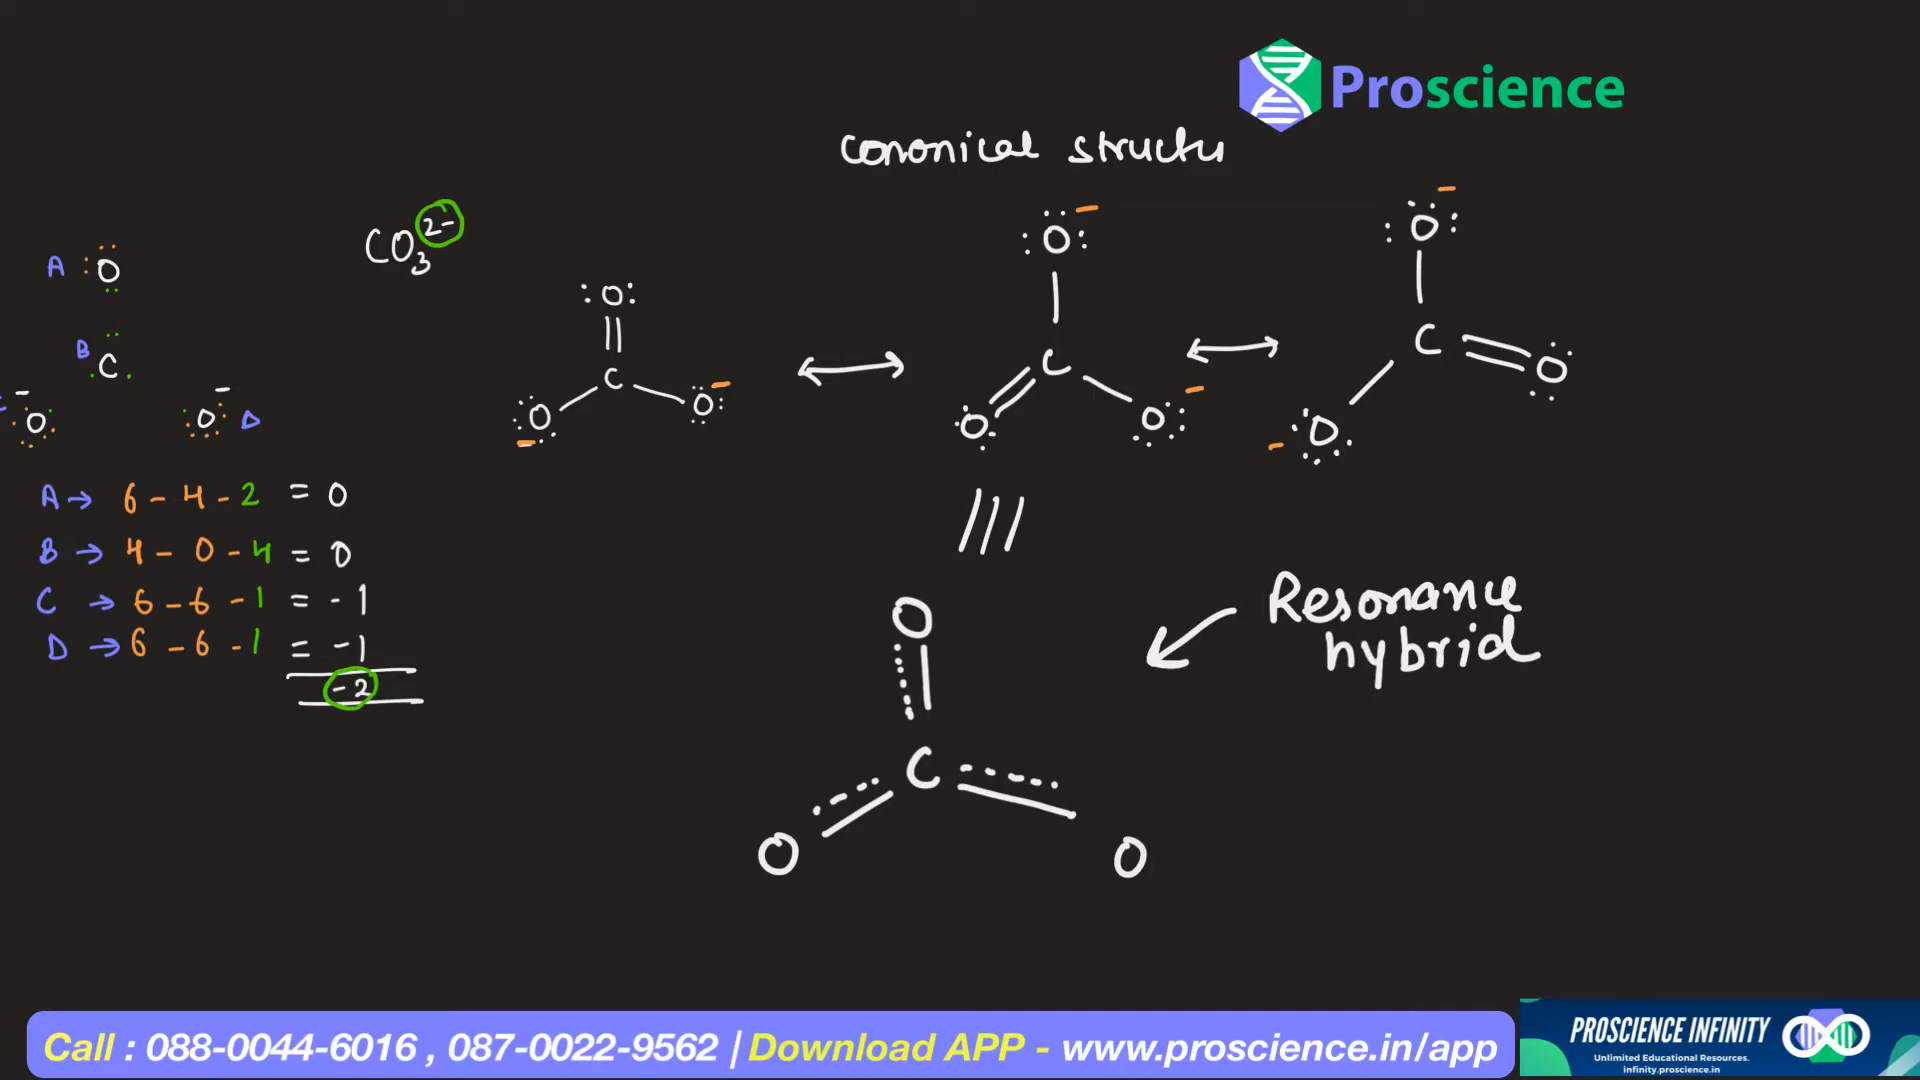 Proscience
cononical structu
CO₃²⁻
A :O
B C
O⁻ O⁻ D
A → 6 - 4 - 2 = 0
B → 4 - 0 - 4 = 0
C → 6 - 6 - 1 = -1
D → 6 - 6 - 1 = -1
-2
:O:
C
O⁻ O⁻
:O:⁻
C
O O⁻
:O:⁻
C O
⁻ O
Resonance
hybrid
O
C
O O
Call : 088-0044-6016 , 087-0022-9562 | Download APP - www.proscience.in/app
PROSCIENCE INFINITY
Unlimited Educational Resources.
infinity.proscience.in